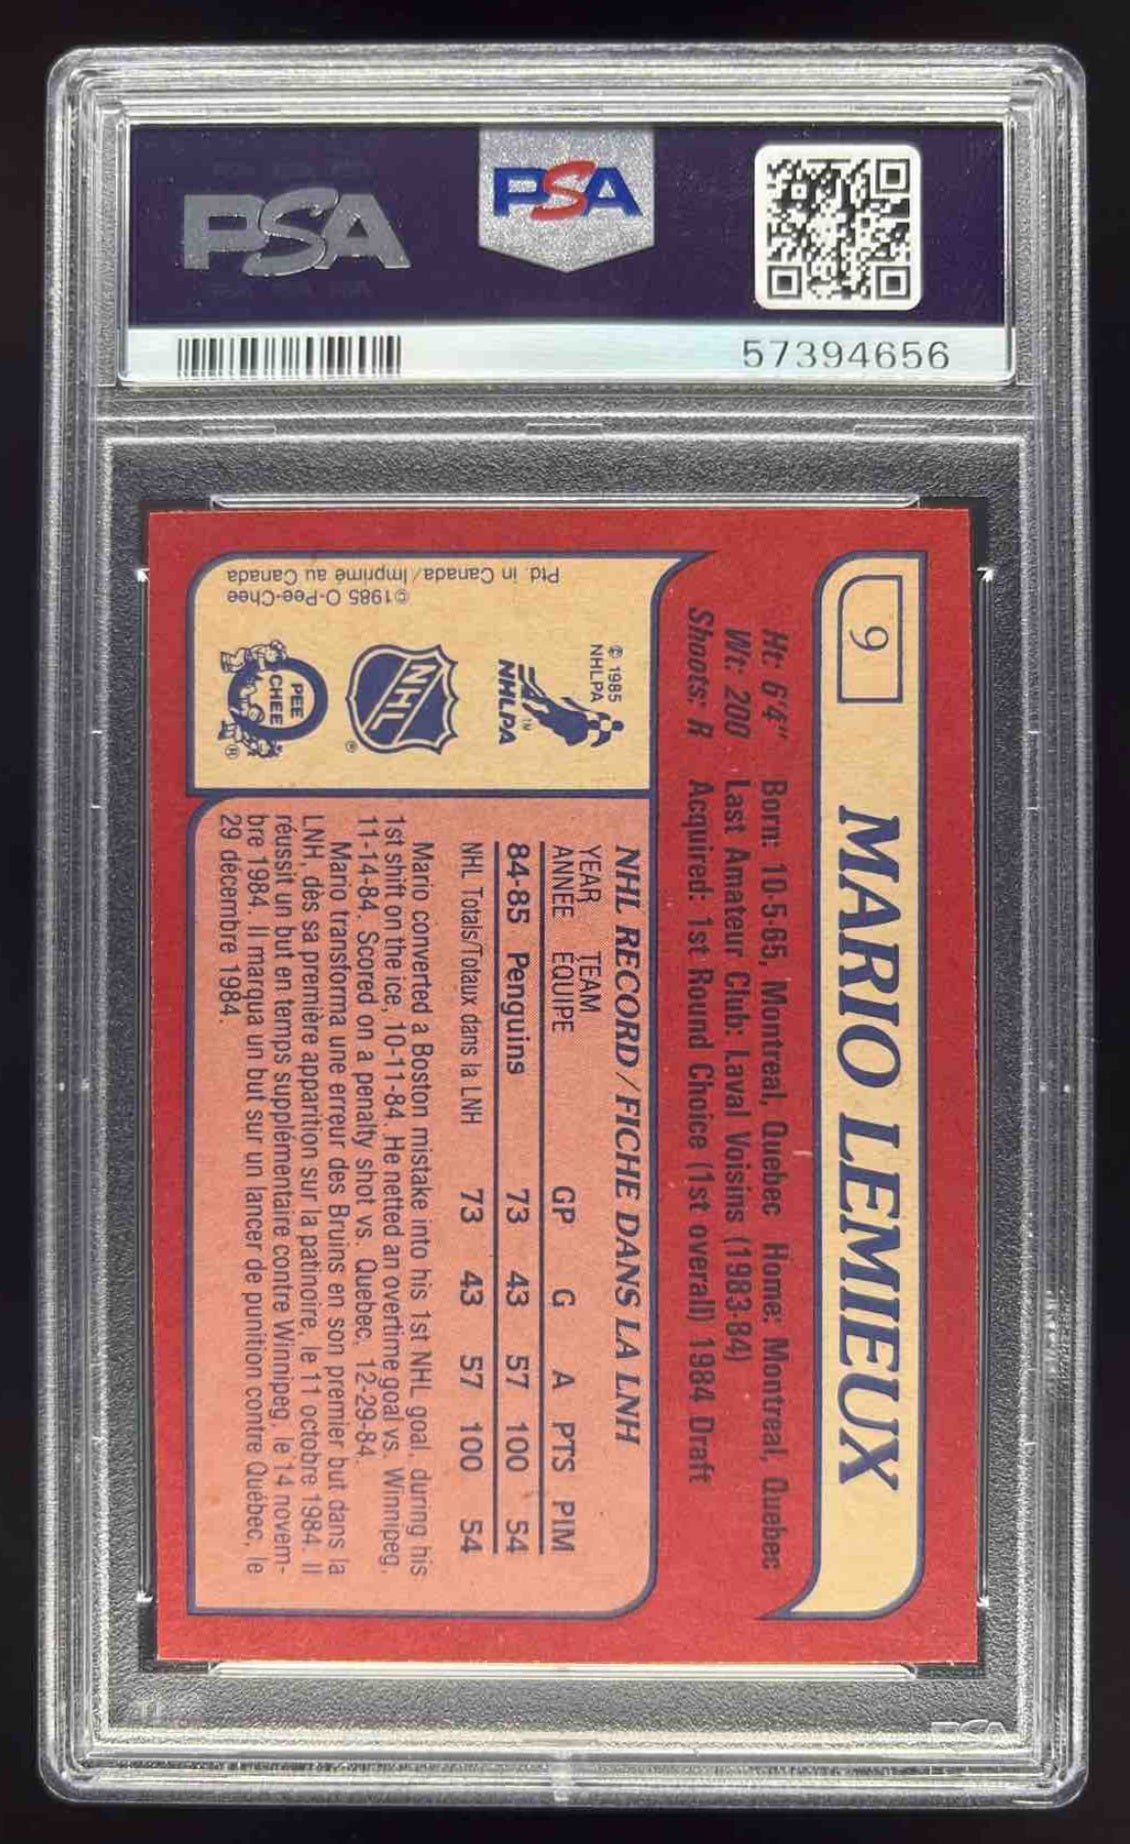 PSA
PSA
57394656
9
MARIO LEMIEUX
Ht: 6'4" Born: 10-5-65, Montreal, Quebec Home: Montreal, Quebec
Wt: 200 Last Amateur Club: Laval Voisins (1983-84)
Shoots: R Acquired: 1st Round Choice (1st overall) 1984 Draft
© 1985
NHLPA
NHLPA™
NHL®
O PEE CHEE®
©1985 O-Pee-Chee
Ptd. in Canada/Imprimé au Canada
NHL RECORD/FICHE DANS LA LNH
YEAR TEAM
ANNEE EQUIPE GP G A PTS PIM
84-85 Penguins 73 43 57 100 54
NHL Totals/Totaux dans la LNH 73 43 57 100 54
Mario converted a Boston mistake into his 1st NHL goal, during his
1st shift on the ice, 10-11-84. He netted an overtime goal vs. Winnipeg,
11-14-84. Scored on a penalty shot vs. Quebec, 12-29-84.
Mario transforma une erreur des Bruins en son premier but dans la
LNH, dès sa première apparition sur la patinoire, le 11 octobre 1984. Il
réussit un but en temps supplémentaire contre Winnipeg, le 14 novem-
bre 1984. Il marqua un but sur un lancer de punition contre Québec, le
29 décembre 1984.
PSA